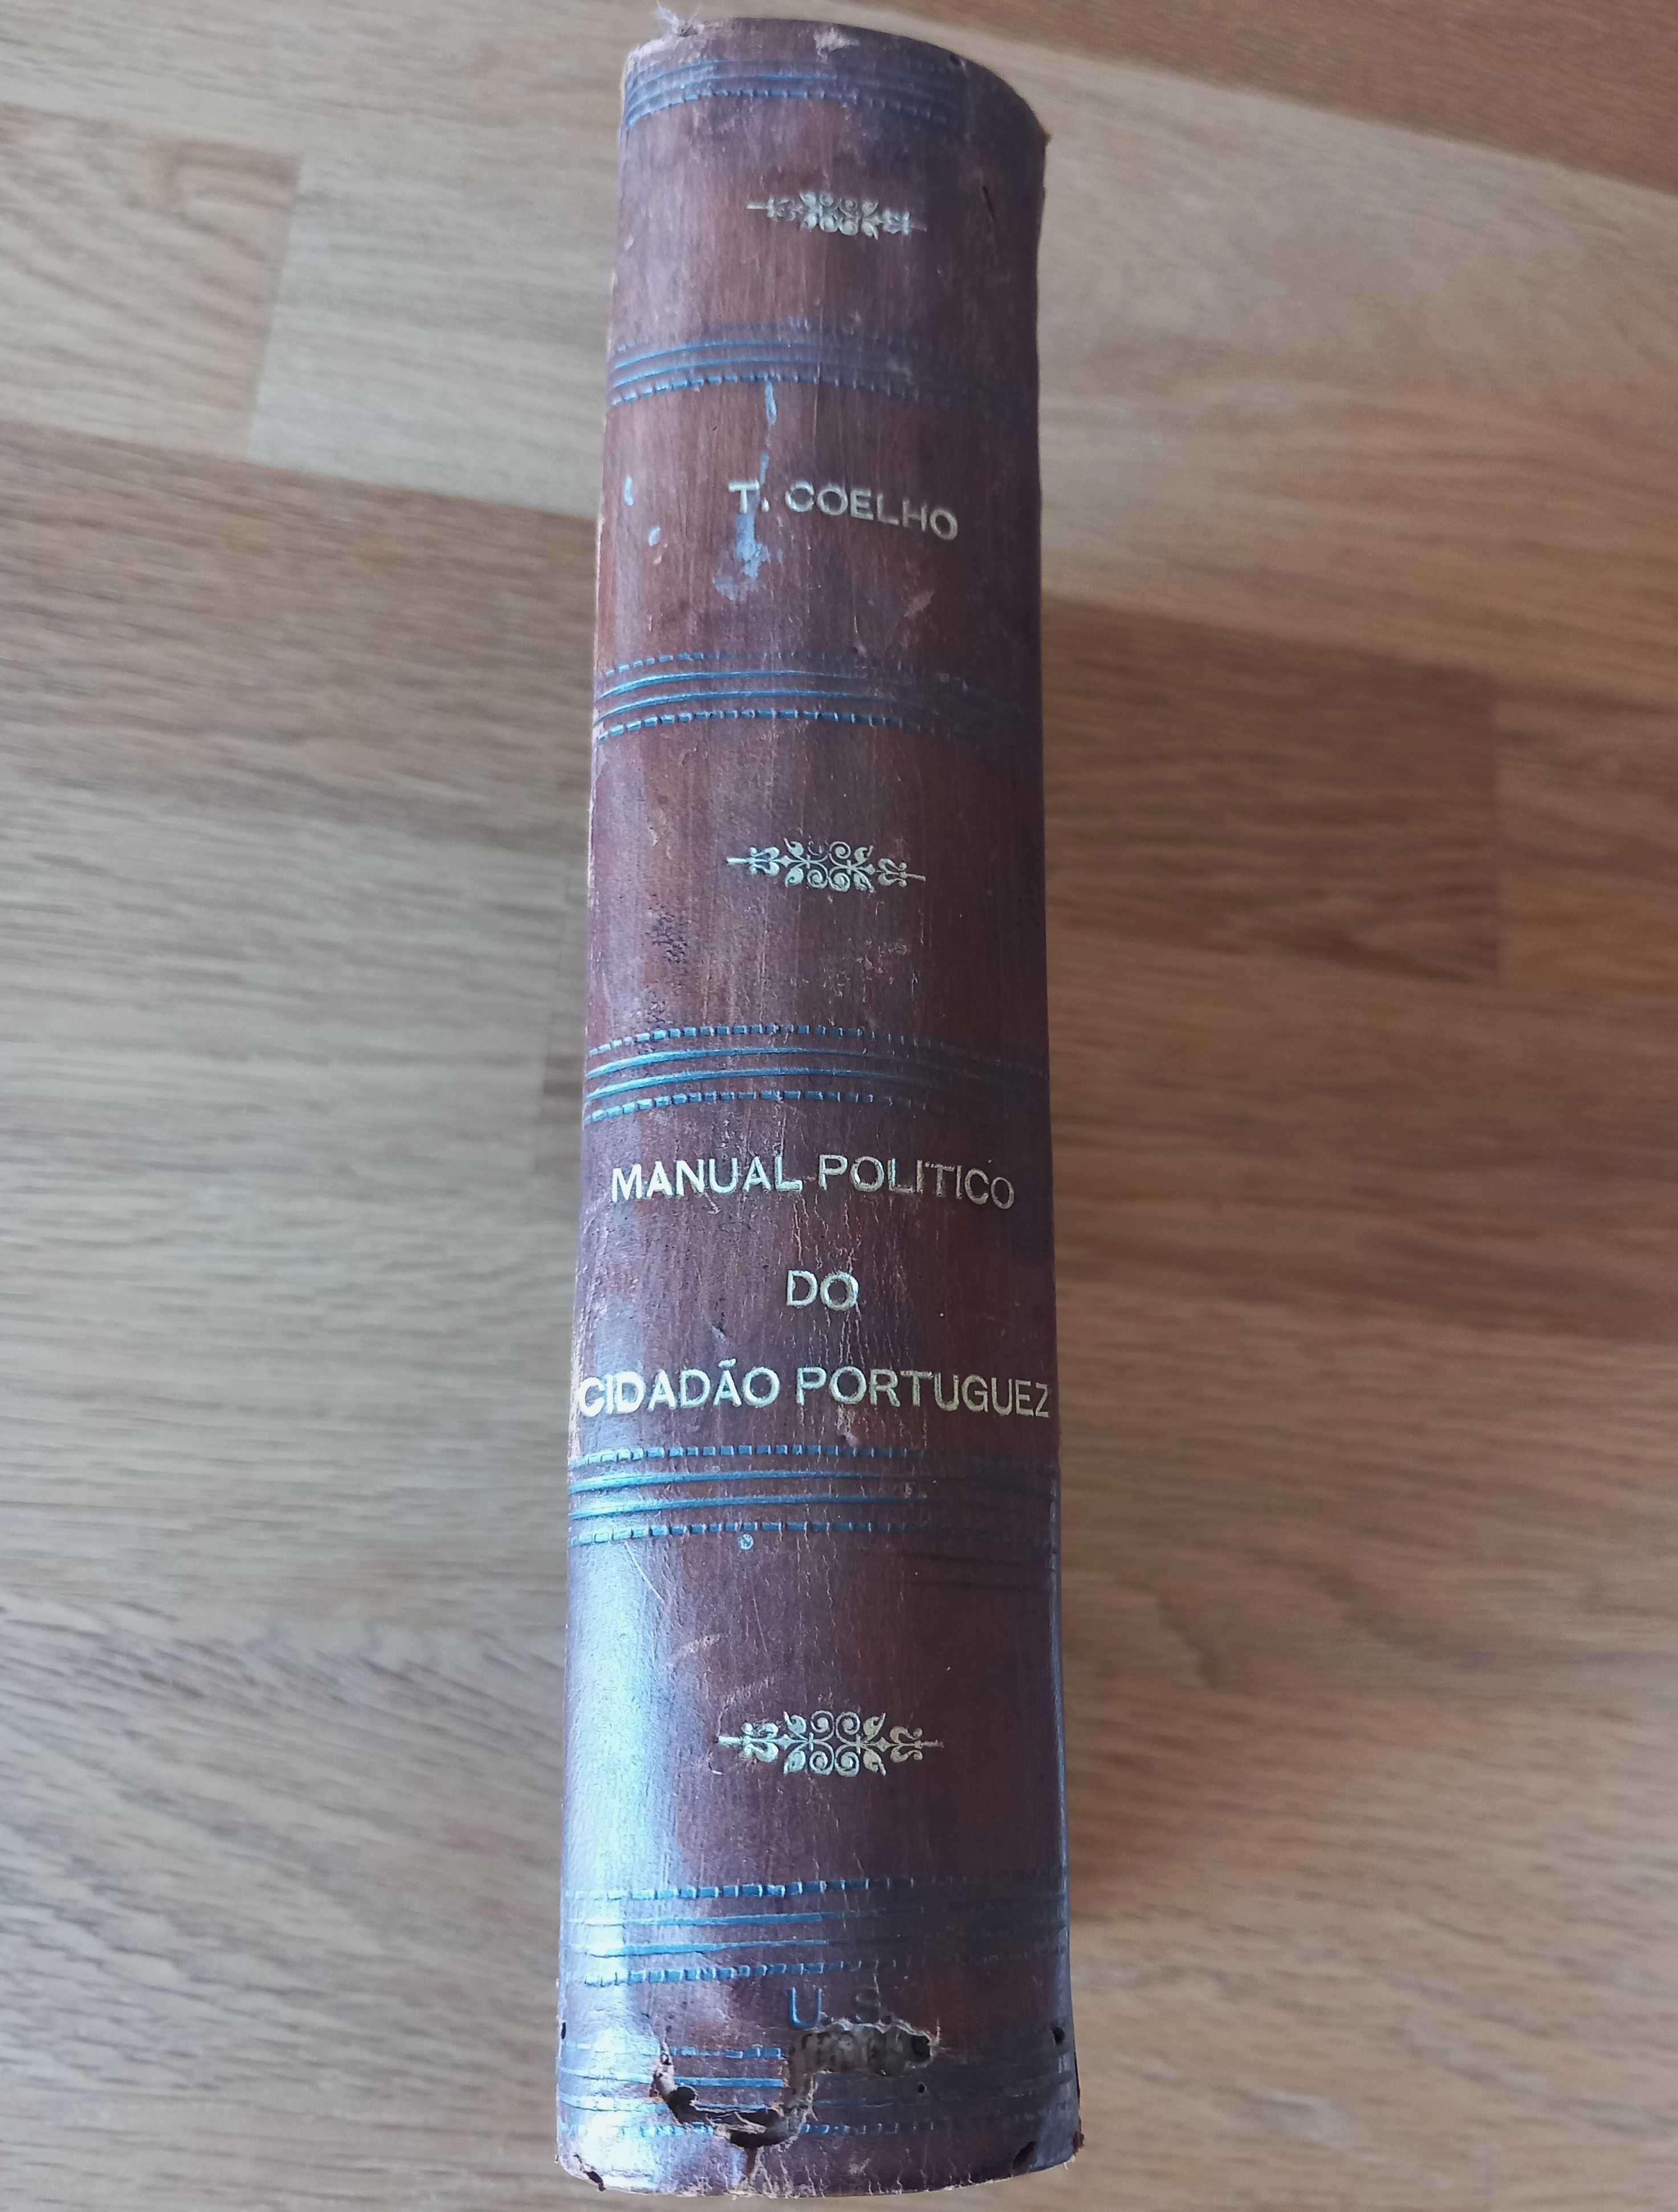 T. COELHO
MANUAL POLITICO
DO
CIDADÃO PORTUGUEZ
U. S.